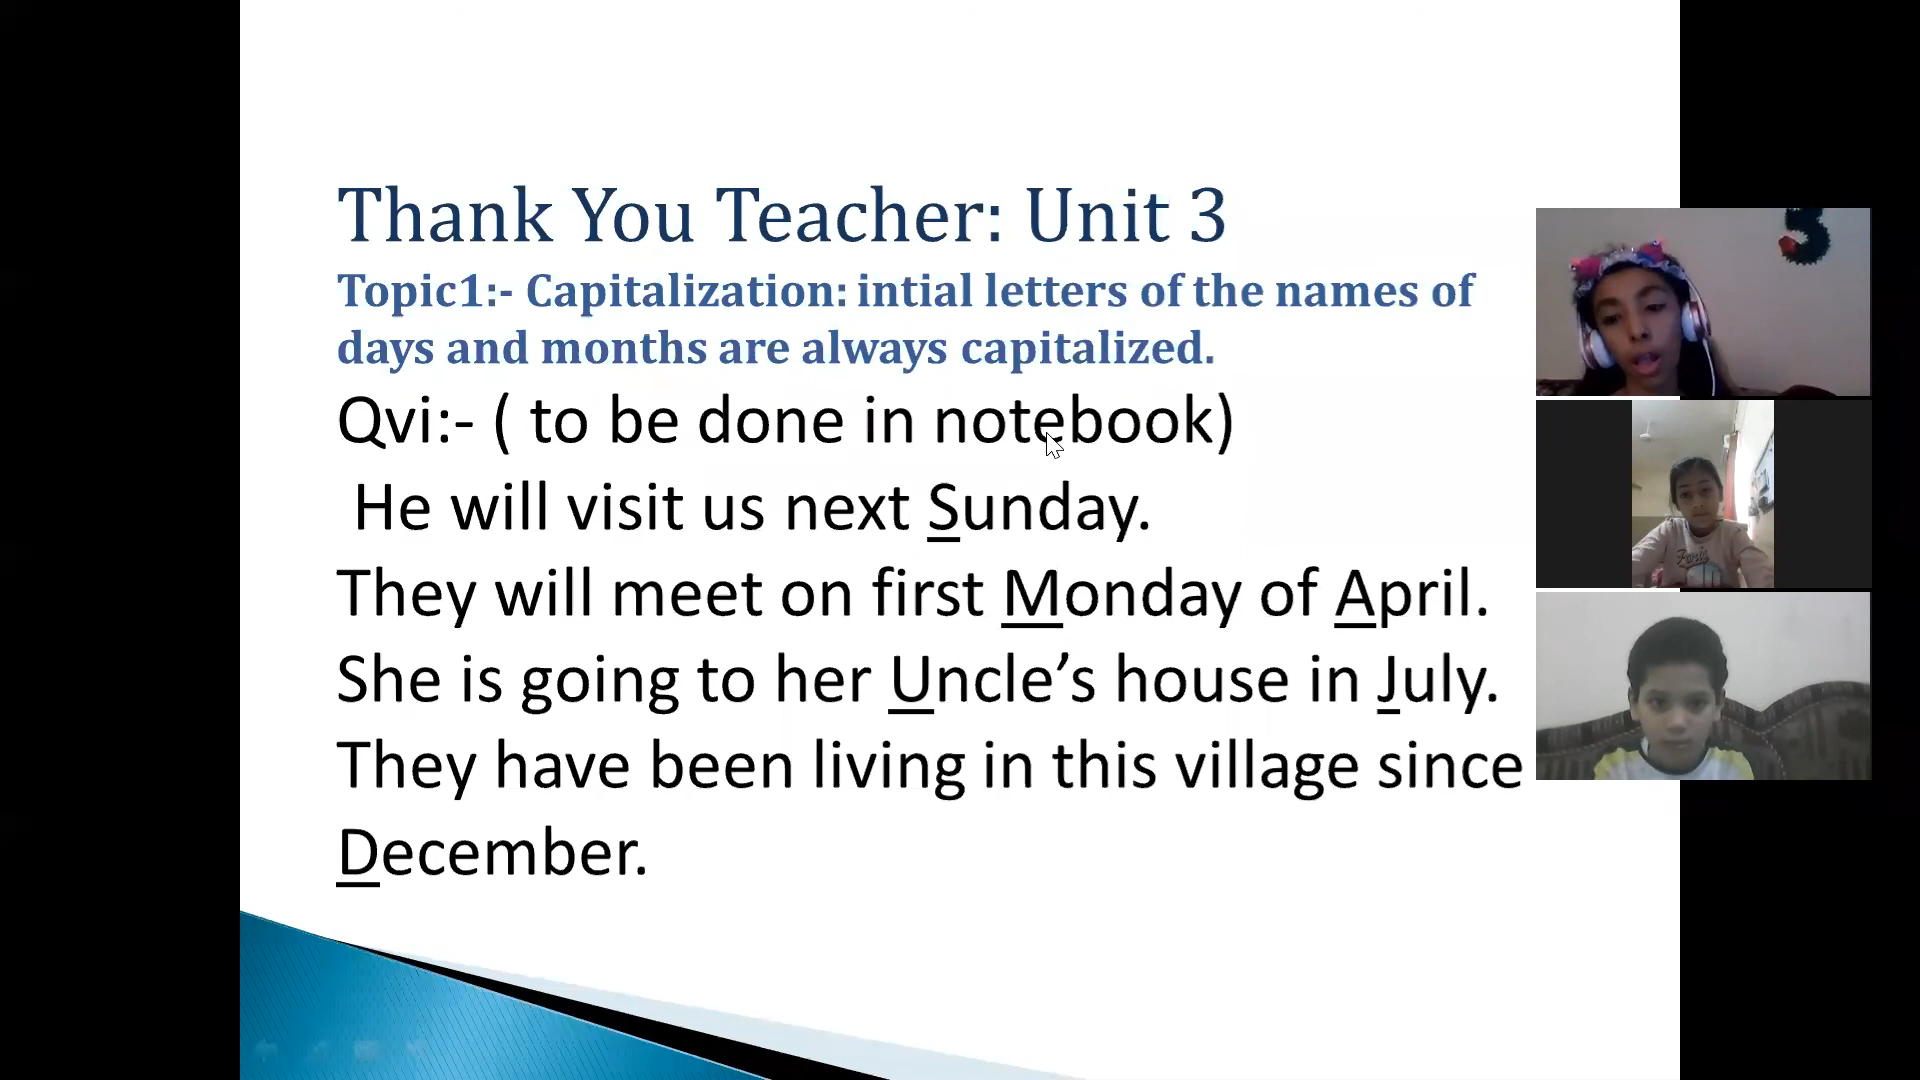 Thank You Teacher: Unit 3
Topic1:- Capitalization: intial letters of the names of
days and months are always capitalized.
Qvi:- ( to be done in notebook)
He will visit us next Sunday.
They will meet on first Monday of April.
She is going to her Uncle’s house in July.
They have been living in this village since
December.